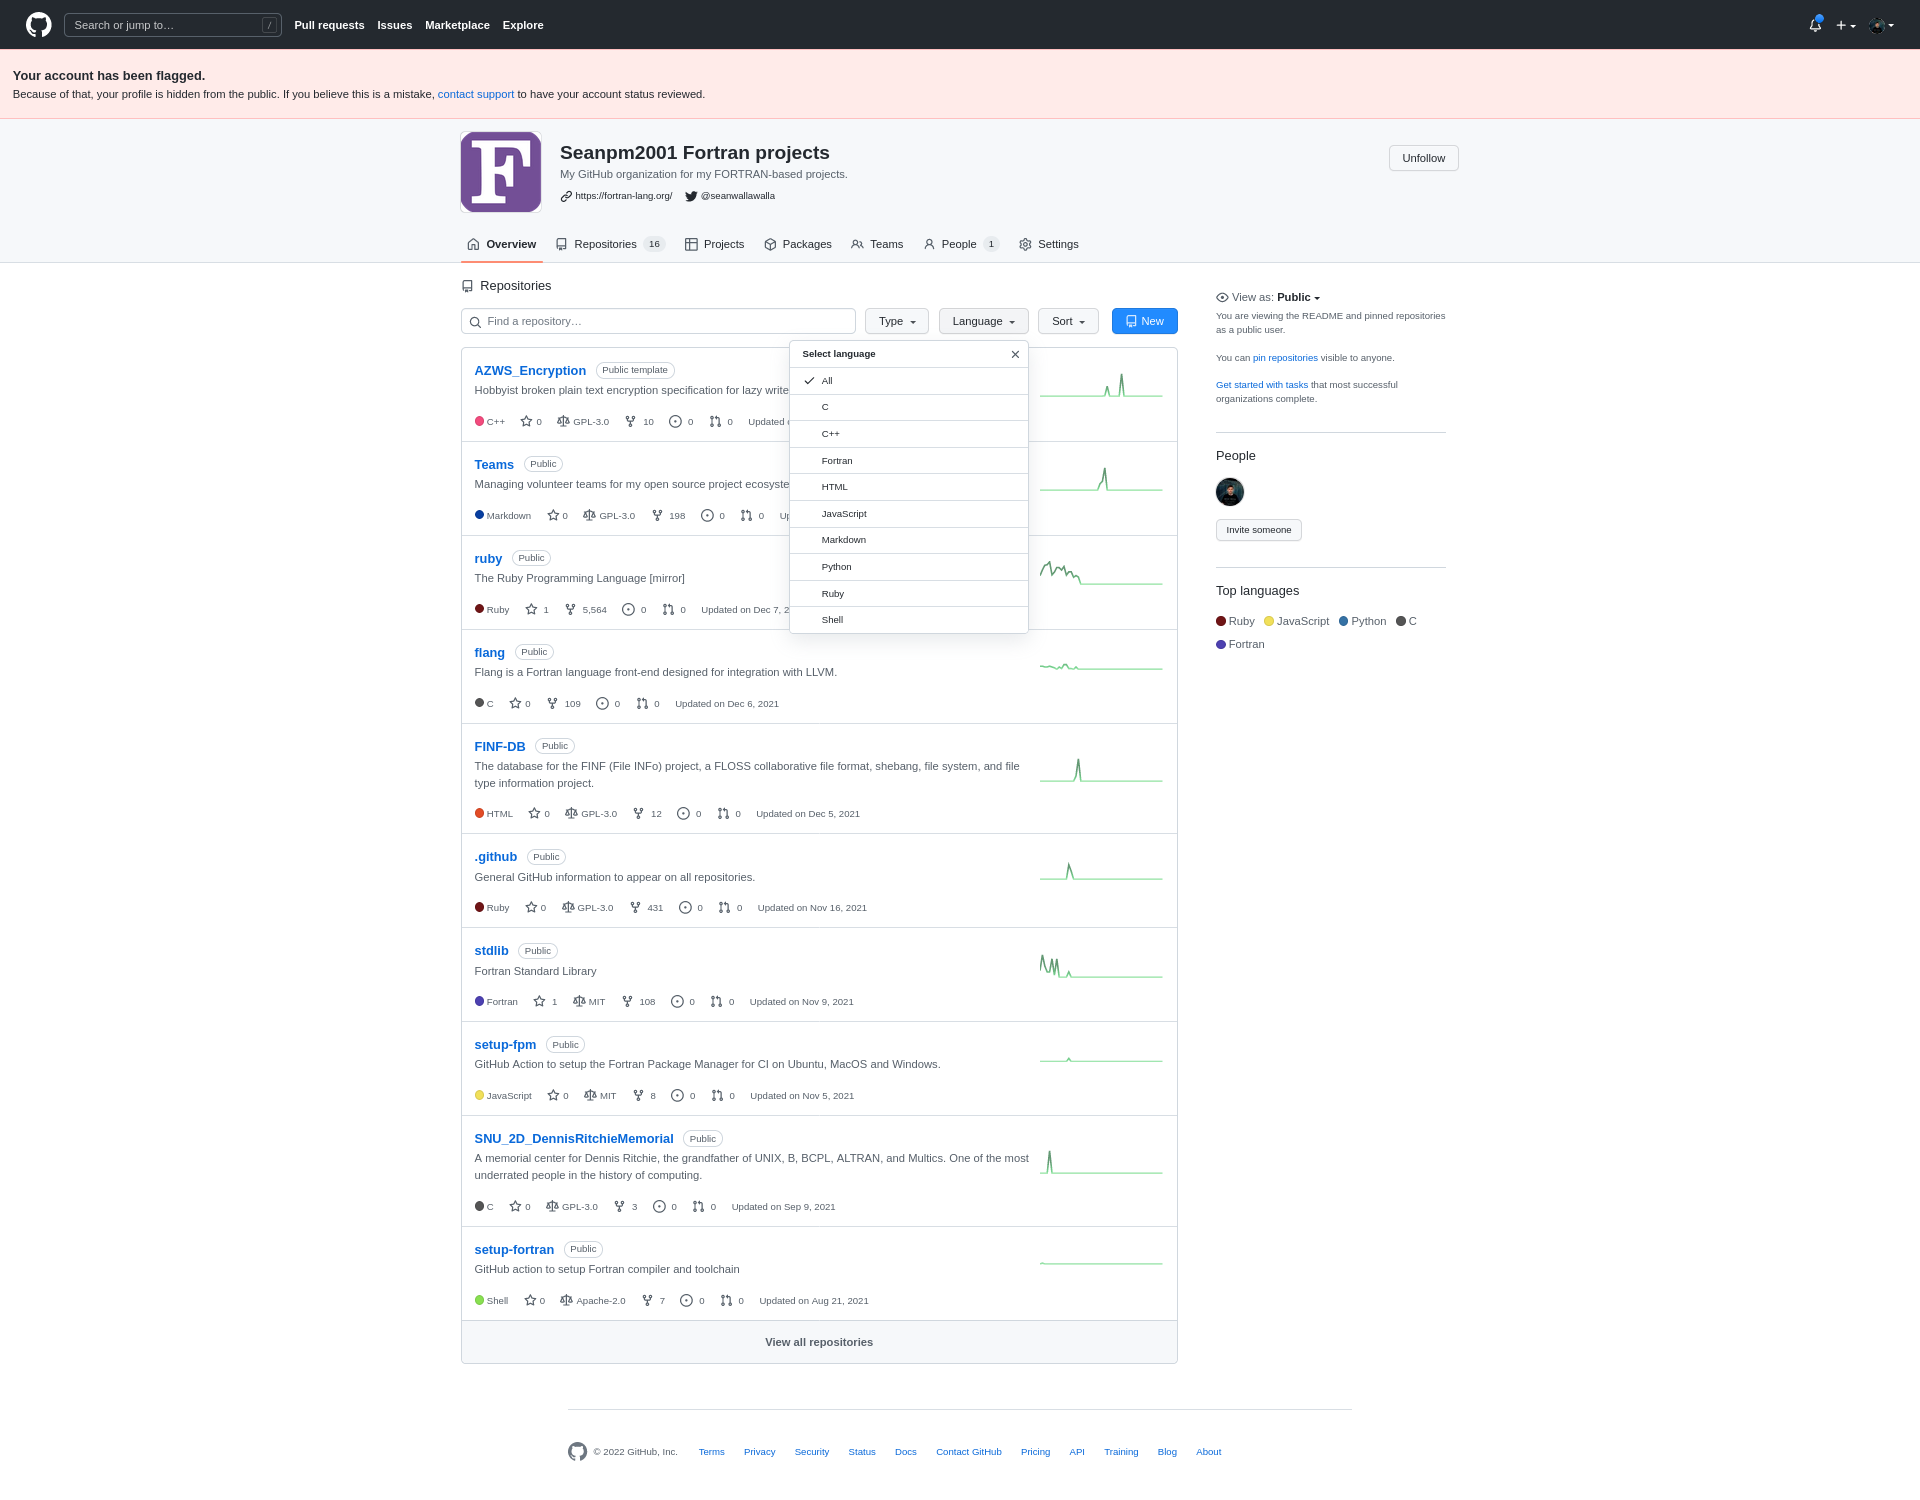 Search or jump to…
/
Pull requests Issues Marketplace Explore
Your account has been flagged.
Because of that, your profile is hidden from the public. If you believe this is a mistake, contact support to have your account status reviewed.
F
Seanpm2001 Fortran projects
My GitHub organization for my FORTRAN-based projects.
https://fortran-lang.org/ @seanwallawalla
Unfollow
Overview Repositories 16 Projects Packages Teams People 1 Settings
Repositories
Find a repository…
Type Language Sort New
Select language
All
C
C++
Fortran
HTML
JavaScript
Markdown
Python
Ruby
Shell
AZWS_Encryption Public template
Hobbyist broken plain text encryption specification for lazy write
C++ 0 GPL-3.0 10 0 0 Updated
Teams Public
Managing volunteer teams for my open source project ecosyste
Markdown 0 GPL-3.0 198 0 0 Up
ruby Public
The Ruby Programming Language [mirror]
Ruby 1 5,564 0 0 Updated on Dec 7, 2
flang Public
Flang is a Fortran language front-end designed for integration with LLVM.
C 0 109 0 0 Updated on Dec 6, 2021
FINF-DB Public
The database for the FINF (File INFo) project, a FLOSS collaborative file format, shebang, file system, and file
type information project.
HTML 0 GPL-3.0 12 0 0 Updated on Dec 5, 2021
.github Public
General GitHub information to appear on all repositories.
Ruby 0 GPL-3.0 431 0 0 Updated on Nov 16, 2021
stdlib Public
Fortran Standard Library
Fortran 1 MIT 108 0 0 Updated on Nov 9, 2021
setup-fpm Public
GitHub Action to setup the Fortran Package Manager for CI on Ubuntu, MacOS and Windows.
JavaScript 0 MIT 8 0 0 Updated on Nov 5, 2021
SNU_2D_DennisRitchieMemorial Public
A memorial center for Dennis Ritchie, the grandfather of UNIX, B, BCPL, ALTRAN, and Multics. One of the most
underrated people in the history of computing.
C 0 GPL-3.0 3 0 0 Updated on Sep 9, 2021
setup-fortran Public
GitHub action to setup Fortran compiler and toolchain
Shell 0 Apache-2.0 7 0 0 Updated on Aug 21, 2021
View all repositories
View as: Public
You are viewing the README and pinned repositories
as a public user.
You can pin repositories visible to anyone.
Get started with tasks that most successful
organizations complete.
People
Invite someone
Top languages
Ruby JavaScript Python C
Fortran
© 2022 GitHub, Inc. Terms Privacy Security Status Docs Contact GitHub Pricing API Training Blog About